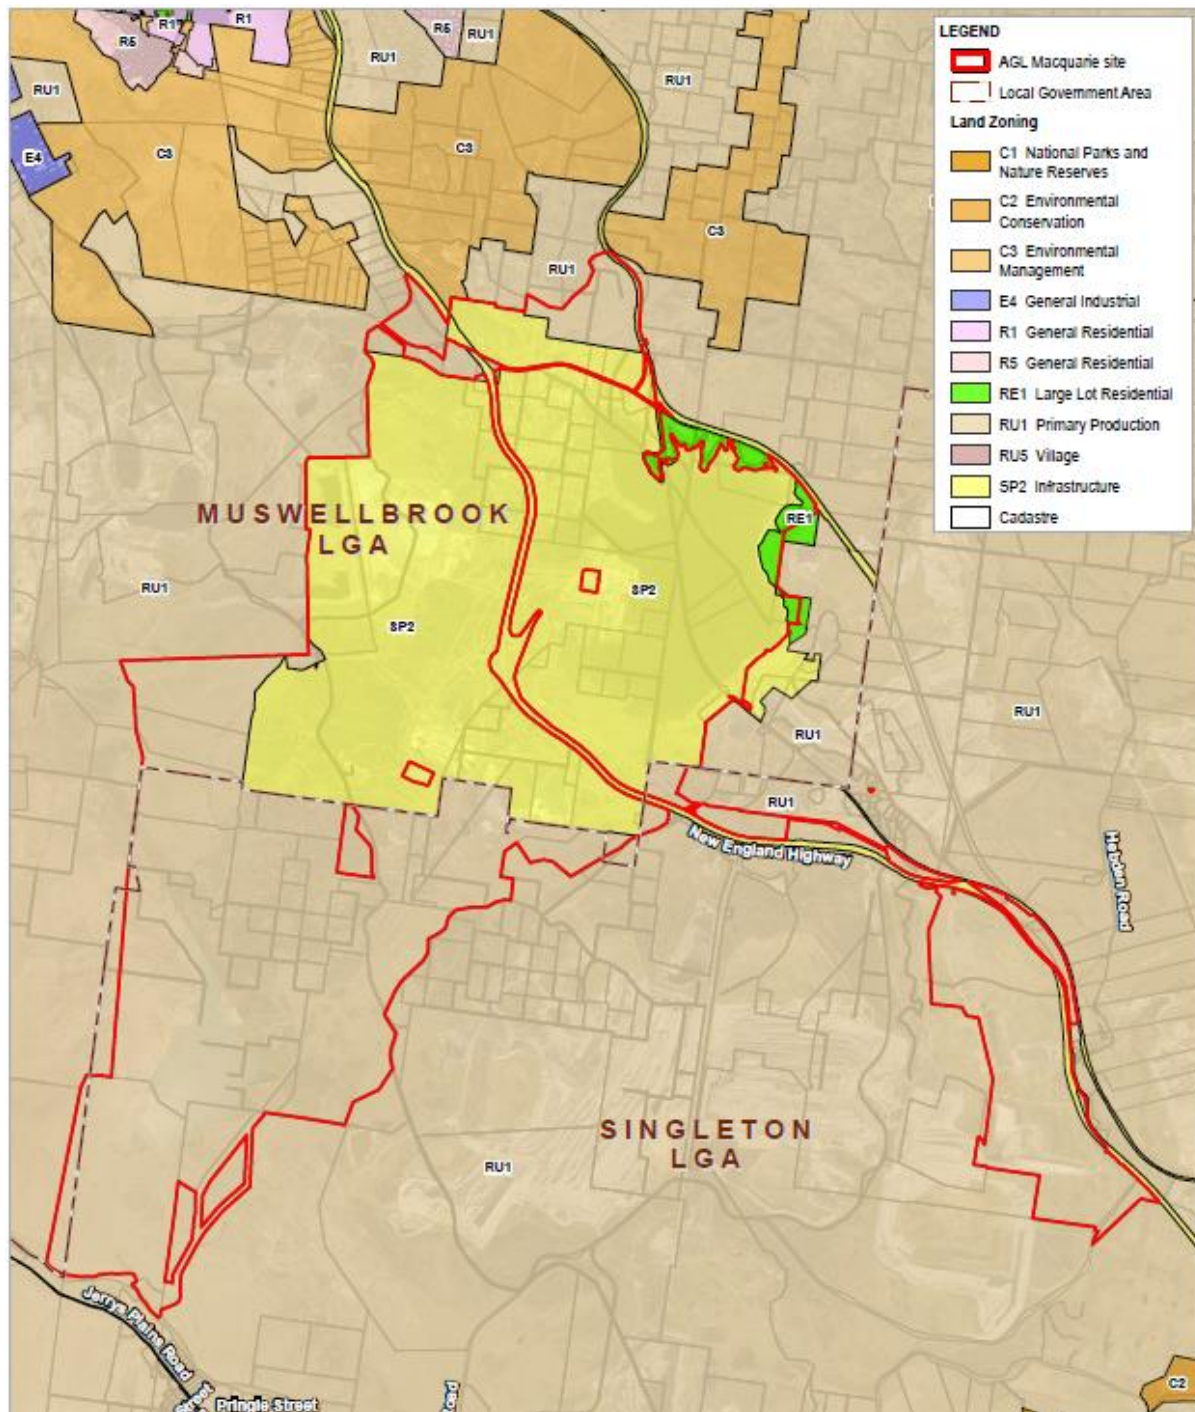 R1
R1
R5
R5
RU1
RU1
RU1
RU1
E4
C3
C3
C3
RU1
LEGEND
AGL Macquarie site
Local Government Area
Land Zoning
C1 National Parks and
Nature Reserves
C2 Environmental
Conservation
C3 Environmental
Management
E4 General Industrial
R1 General Residential
R5 General Residential
RE1 Large Lot Residential
RU1 Primary Production
RU5 Village
SP2 Infrastructure
Cadastre
MUSWELLBROOK
LGA
RE1
RU1
SP2
SP2
RU1
RU1
RU1
New England Highway
Hebden Road
SINGLETON
LGA
RU1
Jerrys Plains Road
Street
Pringle Street
C2